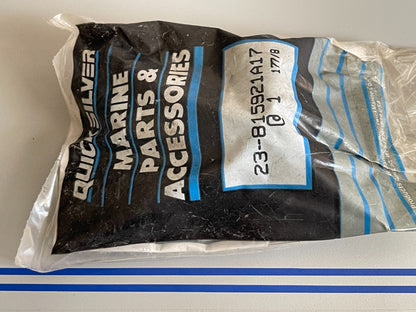 QUICKSILVER
MARINE
PARTS &
ACCESSORIES
23--815921A17
@ 1 177/8